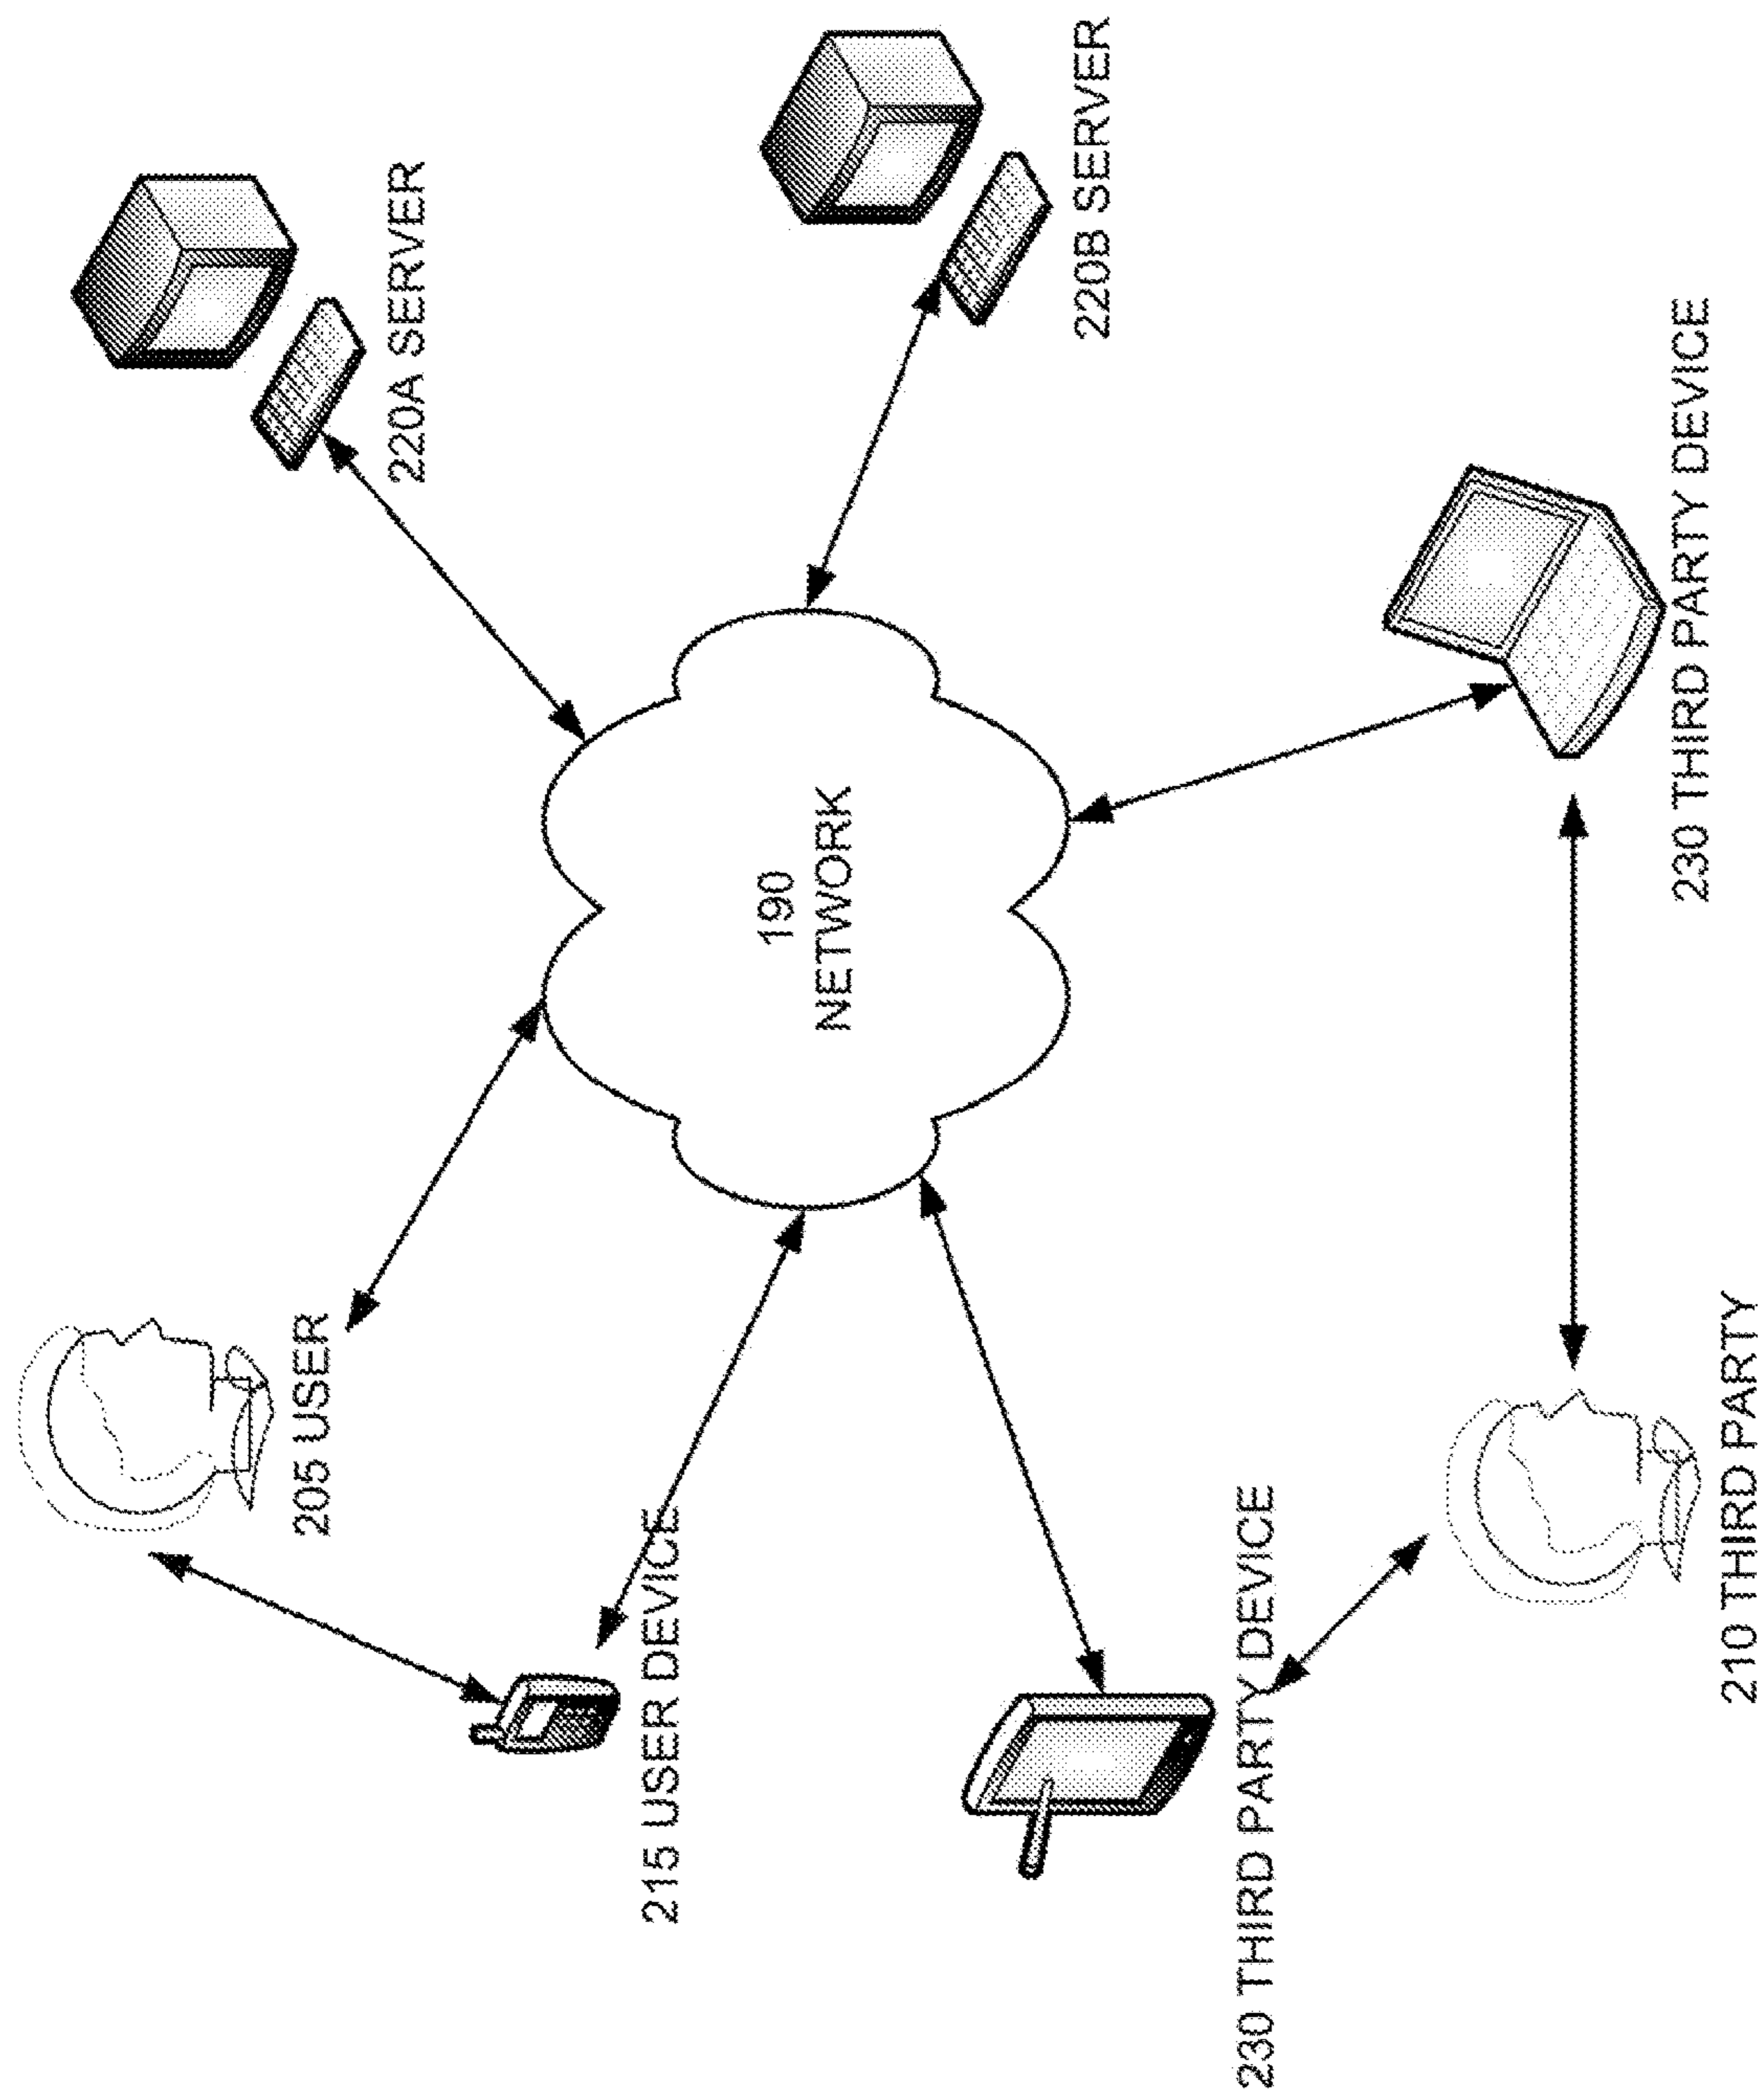 205 USER
220A SERVER
215 USER DEVICE
190
NETWORK
220B SERVER
230 THIRD PARTY DEVICE
230 THIRD PARTY DEVICE
210 THIRD PARTY